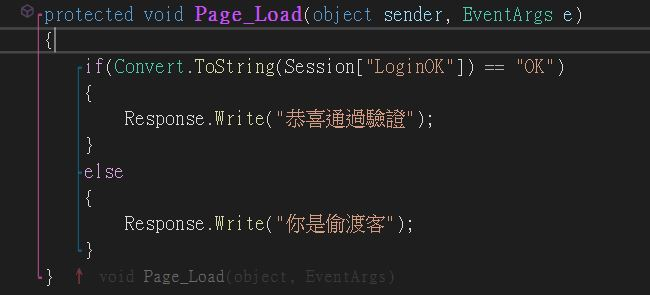 protected void Page_Load(object sender, EventArgs e)
{
if(Convert.ToString(Session["LoginOK"]) == "OK")
{
Response.Write("恭喜通過驗證");
}
else
{
Response.Write("你是偷渡客");
}
} ↑ void Page_Load(object, EventArgs)